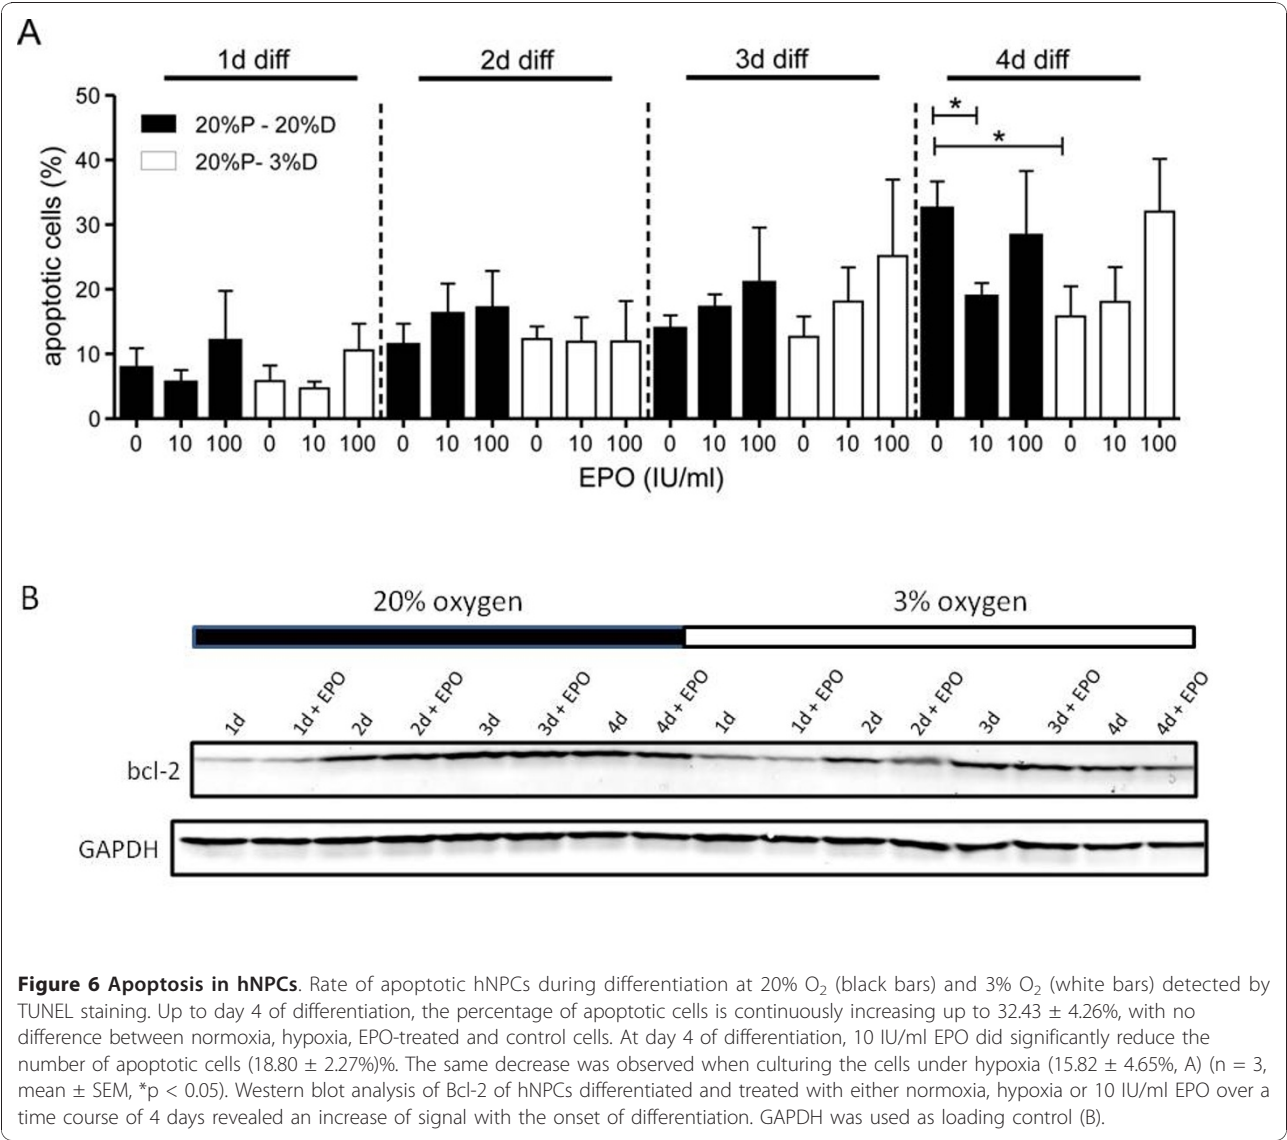 A
1d diff 2d diff 3d diff 4d diff
50
40
30
20
10
0
apoptotic cells (%)
20%P - 20%D
20%P- 3%D
* 
*
0 10 100 0 10 100 0 10 100 0 10 100 0 10 100 0 10 100 0 10 100 0 10 100
EPO (IU/ml)
B
20% oxygen 3% oxygen
1d 1d + EPO 2d 2d + EPO 3d 3d + EPO 4d 4d + EPO 1d 1d + EPO 2d 2d + EPO 3d 3d + EPO 4d 4d + EPO
bcl-2
GAPDH
Figure 6 Apoptosis in hNPCs. Rate of apoptotic hNPCs during differentiation at 20% O₂ (black bars) and 3% O₂ (white bars) detected by
TUNEL staining. Up to day 4 of differentiation, the percentage of apoptotic cells is continuously increasing up to 32.43 ± 4.26%, with no
difference between normoxia, hypoxia, EPO-treated and control cells. At day 4 of differentiation, 10 IU/ml EPO did significantly reduce the
number of apoptotic cells (18.80 ± 2.27%)%. The same decrease was observed when culturing the cells under hypoxia (15.82 ± 4.65%, A) (n = 3,
mean ± SEM, *p < 0.05). Western blot analysis of Bcl-2 of hNPCs differentiated and treated with either normoxia, hypoxia or 10 IU/ml EPO over a
time course of 4 days revealed an increase of signal with the onset of differentiation. GAPDH was used as loading control (B).